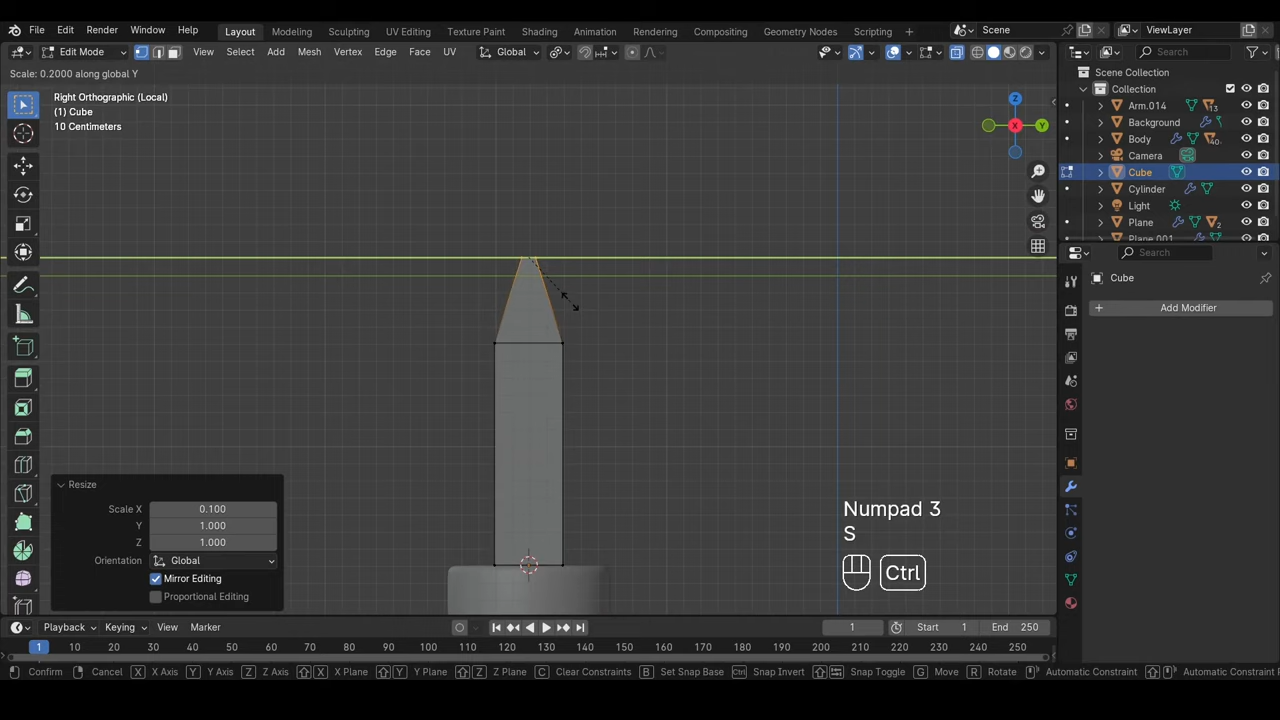 File Edit Render Window Help Layout Modeling Sculpting UV Editing Texture Paint Shading Animation Rendering Compositing Geometry Nodes Scripting + Scene ViewLayer
Edit Mode View Select Add Mesh Vertex Edge Face UV Global Search
Scale: 0.2000 along global Y
Right Orthographic (Local)
(1) Cube
10 Centimeters
Z
X
Y
Scene Collection
Collection
Arm.014 13
Background
Body 40
Camera
Cube
Cylinder
Light
Plane 2
Plane.001
Search
Cube
+ Add Modifier
Resize
Scale X 0.100
Y 1.000
Z 1.000
Orientation Global
Mirror Editing
Proportional Editing
Numpad 3
S
Ctrl
Playback Keying View Marker 1 Start 1 End 250
1 10 20 30 40 50 60 70 80 90 100 110 120 130 140 150 160 170 180 190 200 210 220 230 240 250
Confirm Cancel X X Axis Y Y Axis Z Z Axis X X Plane Y Y Plane Z Z Plane C Clear Constraints B Set Snap Base Ctrl Snap Invert Snap Toggle G Move R Rotate Automatic Constraint Automatic Constraint